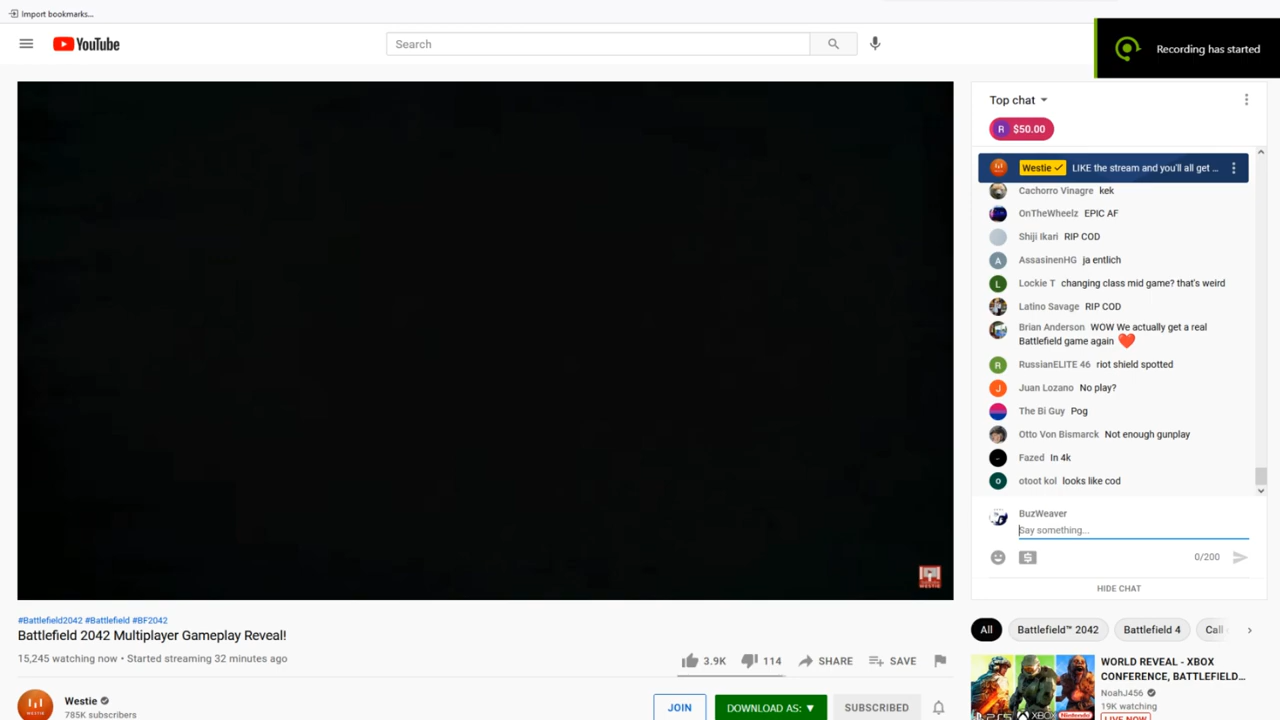 Import bookmarks...
YouTube
Search
Recording has started
Top chat
R $50.00
Westie LIKE the stream and you'll all get ...
Cachorro Vinagre kek
OnTheWheelz EPIC AF
Shiji Ikari RIP COD
A AssasinenHG ja entlich
L Lockie T changing class mid game? that's weird
Latino Savage RIP COD
Brian Anderson WOW We actually get a real
Battlefield game again
R RussianELITE 46 riot shield spotted
J Juan Lozano No play?
The Bi Guy Pog
Otto Von Bismarck Not enough gunplay
Fazed In 4k
o otoot kol looks like cod
BuzWeaver
Say something...
0/200
HIDE CHAT
#Battlefield2042 #Battlefield #BF2042
Battlefield 2042 Multiplayer Gameplay Reveal!
15,245 watching now • Started streaming 32 minutes ago
3.9K 114 SHARE SAVE
Westie
785K subscribers
JOIN DOWNLOAD AS: ▼ SUBSCRIBED
All Battlefield™ 2042 Battlefield 4 Call
WORLD REVEAL - XBOX
CONFERENCE, BATTLEFIELD...
NoahJ456
19K watching
LIVE NOW
PS5 XBOX Nintendo